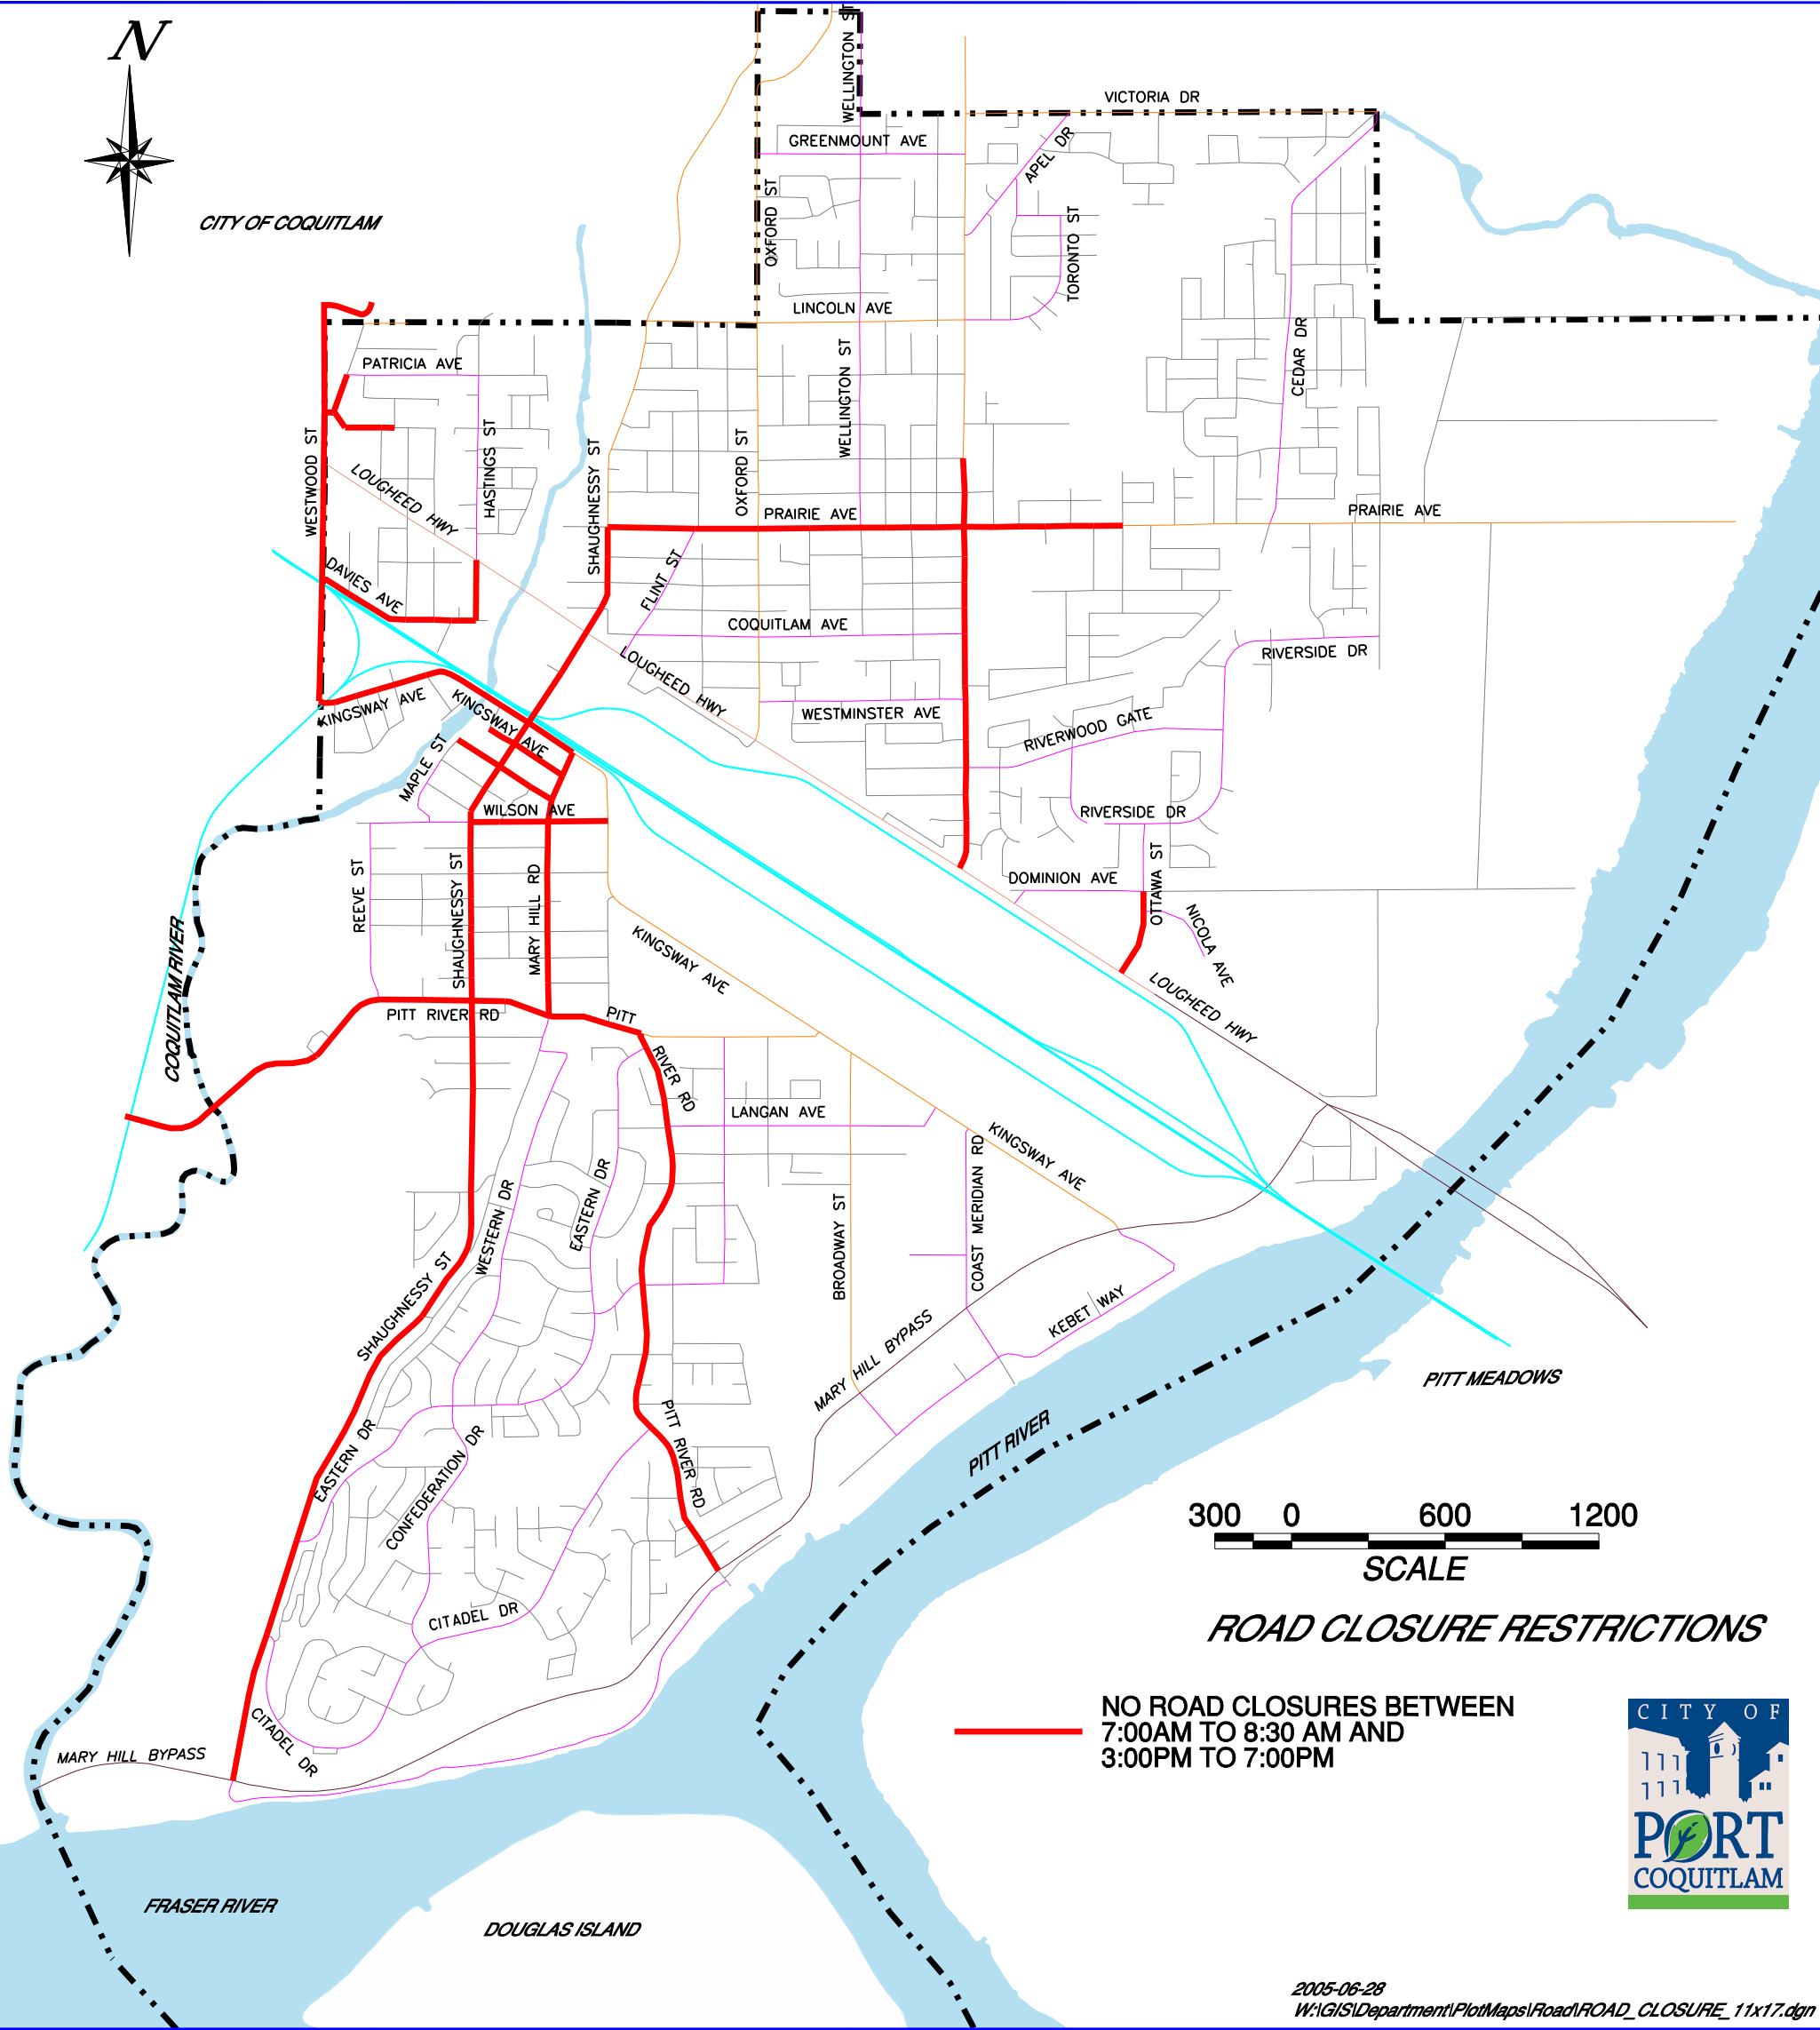 N
WELLINGTON ST
VICTORIA DR
GREENMOUNT AVE
APEL DR
CITY OF COQUITLAM
OXFORD ST
TORONTO ST
LINCOLN AVE
PATRICIA AVE
WELLINGTON ST
CEDAR DR
WESTWOOD ST
LOUGHEED HWY
HASTINGS ST
SHAUGHNESSY ST
OXFORD ST
PRAIRIE AVE
PRAIRIE AVE
DAVIES AVE
FLINT ST
COQUITLAM AVE
RIVERSIDE DR
LOUGHEED HWY
KINGSWAY AVE
KINGSWAY AVE
WESTMINSTER AVE
RIVERWOOD GATE
MAPLE ST
WILSON AVE
RIVERSIDE DR
REEVE ST
SHAUGHNESSY ST
MARY HILL RD
DOMINION AVE
OTTAWA ST
NICOLA AVE
COQUITLAM RIVER
KINGSWAY AVE
LOUGHEED HWY
PITT RIVER RD
PITT
RIVER RD
LANGAN AVE
KINGSWAY AVE
COAST MERIDIAN RD
WESTERN DR
EASTERN DR
BROADWAY ST
SHAUGHNESSY ST
KEBET WAY
MARY HILL BYPASS
PITT MEADOWS
EASTERN DR
CONFEDERATION DR
PITT RIVER RD
PITT RIVER
300 0 600 1200
SCALE
CITADEL DR
ROAD CLOSURE RESTRICTIONS
NO ROAD CLOSURES BETWEEN
7:00AM TO 8:30 AM AND
3:00PM TO 7:00PM
CITADEL DR
MARY HILL BYPASS
CITY OF
PORT
COQUITLAM
FRASER RIVER
DOUGLAS ISLAND
2005-06-28
W:\GIS\Department\PlotMaps\Road\ROAD_CLOSURE_11x17.dgn